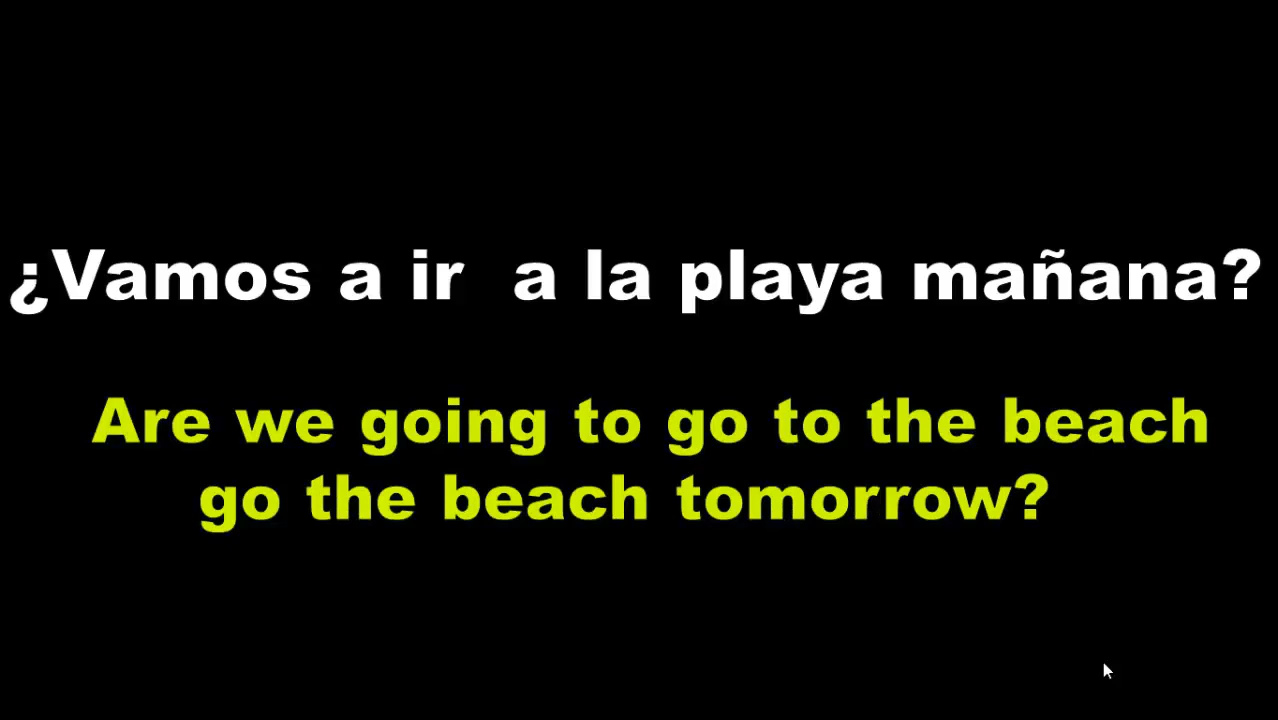 ¿Vamos a ir a la playa mañana?
Are we going to go to the beach
go the beach tomorrow?